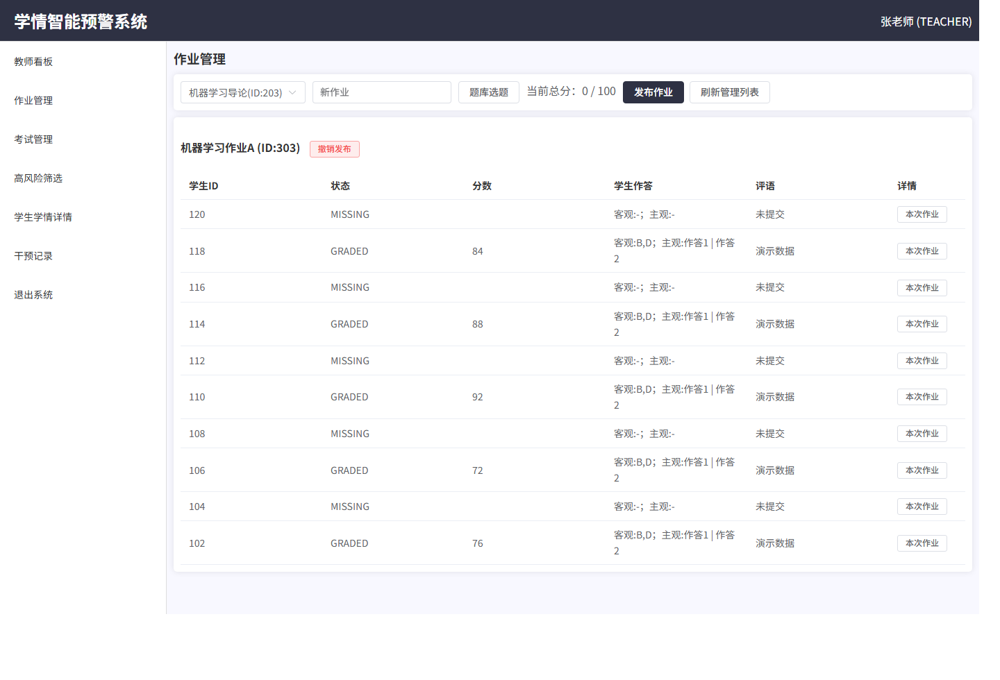 学情智能预警系统
张老师 (TEACHER)
教师看板
作业管理
考试管理
高风险筛选
学生学情详情
干预记录
退出系统
作业管理
机器学习导论(ID:203)
新作业
题库选题
当前总分：0 / 100
发布作业
刷新管理列表
机器学习作业A (ID:303)
撤销发布
学生ID 状态 分数 学生作答 评语 详情
120 MISSING 客观:-；主观:- 未提交 本次作业
118 GRADED 84 客观:B,D；主观:作答1 | 作答
2 演示数据 本次作业
116 MISSING 客观:-；主观:- 未提交 本次作业
114 GRADED 88 客观:B,D；主观:作答1 | 作答
2 演示数据 本次作业
112 MISSING 客观:-；主观:- 未提交 本次作业
110 GRADED 92 客观:B,D；主观:作答1 | 作答
2 演示数据 本次作业
108 MISSING 客观:-；主观:- 未提交 本次作业
106 GRADED 72 客观:B,D；主观:作答1 | 作答
2 演示数据 本次作业
104 MISSING 客观:-；主观:- 未提交 本次作业
102 GRADED 76 客观:B,D；主观:作答1 | 作答
2 演示数据 本次作业